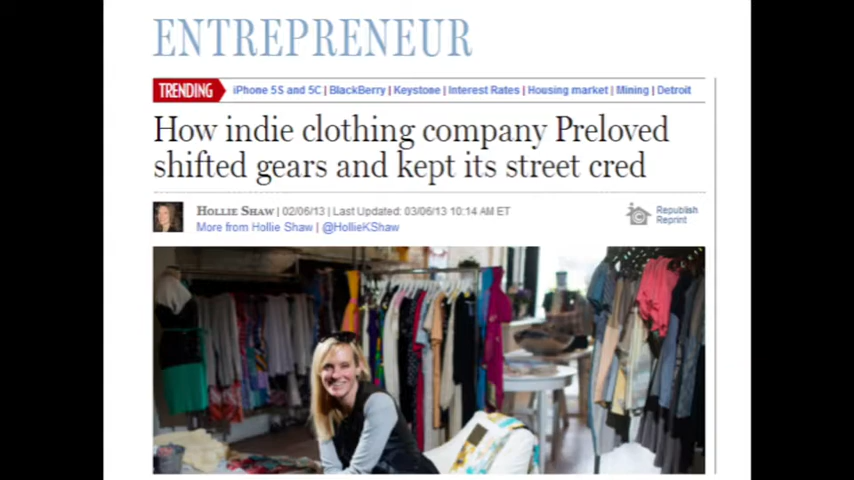 ENTREPRENEUR
TRENDING iPhone 5S and 5C | BlackBerry | Keystone | Interest Rates | Housing market | Mining | Detroit
How indie clothing company Preloved
shifted gears and kept its street cred
HOLLIE SHAW | 02/06/13 | Last Updated: 03/06/13 10:14 AM ET
More from Hollie Shaw | @HollieKShaw
Republish
Reprint